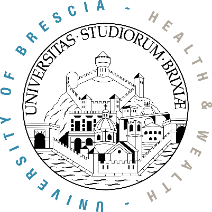 UNIVERSITY OF BRESCIA - HEALTH & WEALTH -
UNIVERSITAS · STUDIORUM · BRIXIÆ